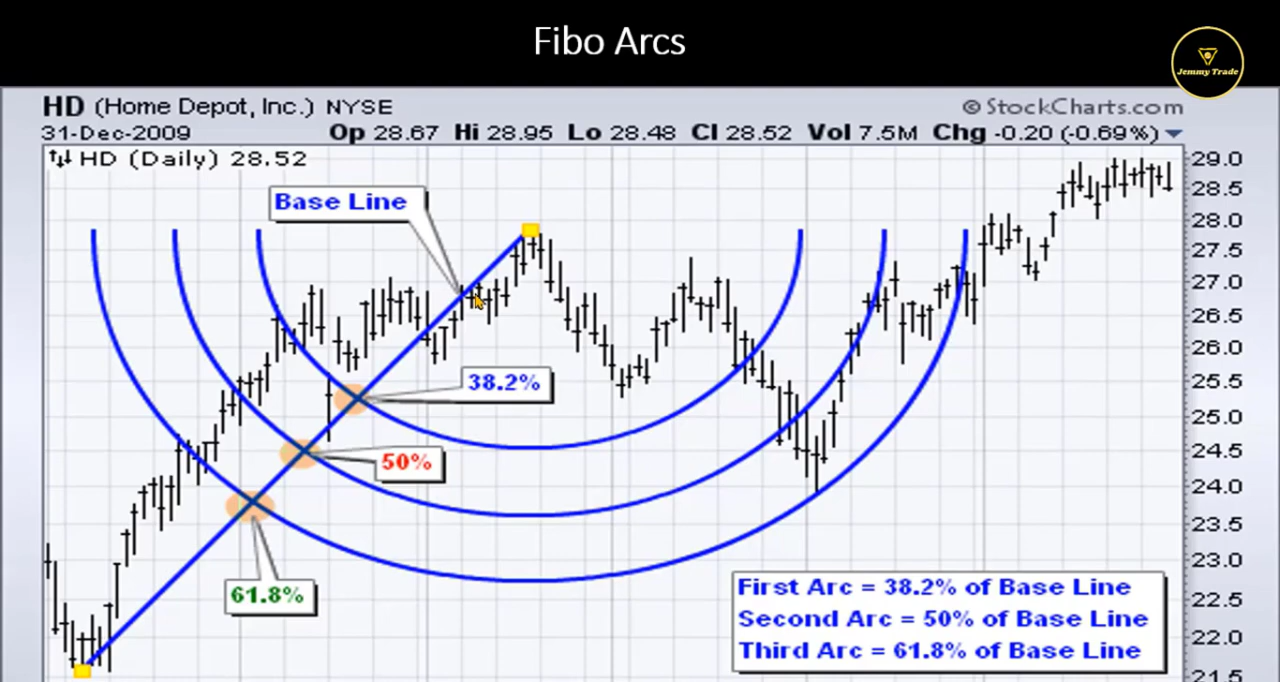 Fibo Arcs
Jemmy Trade
HD (Home Depot, Inc.) NYSE
© StockCharts.com
31-Dec-2009
Op 28.67 Hi 28.95 Lo 28.48 Cl 28.52 Vol 7.5M Chg -0.20 (-0.69%)
HD (Daily) 28.52
29.0
28.5
Base Line
28.0
27.5
27.0
26.5
26.0
38.2%
25.5
25.0
50%
24.5
24.0
23.5
23.0
61.8%
First Arc = 38.2% of Base Line
22.5
Second Arc = 50% of Base Line
22.0
Third Arc = 61.8% of Base Line
21.5